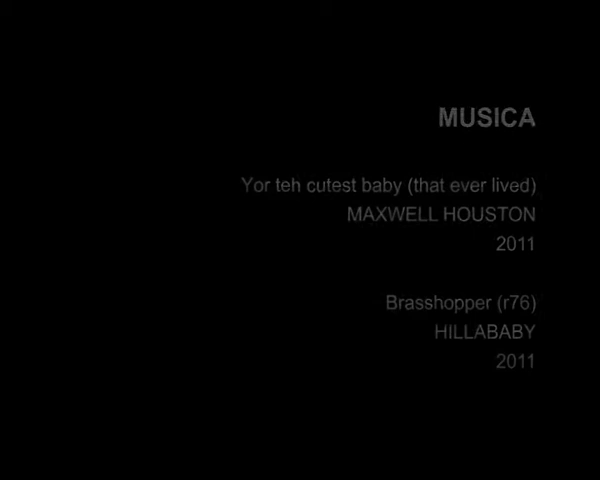 MUSICA
Yor teh cutest baby (that ever lived)
MAXWELL HOUSTON
2011
Brasshopper (r76)
HILLABABY
2011